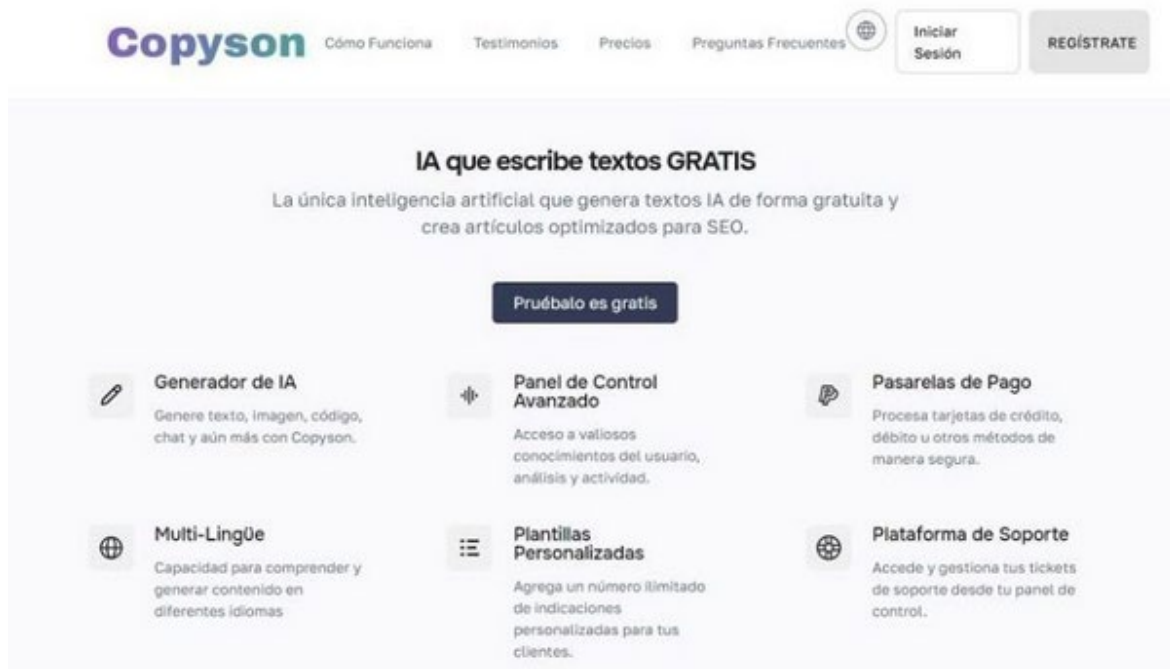 Copyson
Cómo Funciona
Testimonios
Precios
Preguntas Frecuentes
Iniciar
Sesión
REGÍSTRATE
IA que escribe textos GRATIS
La única inteligencia artificial que genera textos IA de forma gratuita y
crea artículos optimizados para SEO.
Pruébalo es gratis
Generador de IA
Genere texto, imagen, código,
chat y aún más con Copyson.
Panel de Control
Avanzado
Acceso a valiosos
conocimientos del usuario,
análisis y actividad.
Pasarelas de Pago
Procesa tarjetas de crédito,
débito u otros métodos de
manera segura.
Multi-Lingüe
Capacidad para comprender y
generar contenido en
diferentes idiomas
Plantillas
Personalizadas
Agrega un número ilimitado
de indicaciones
personalizadas para tus
clientes.
Plataforma de Soporte
Accede y gestiona tus tickets
de soporte desde tu panel de
control.